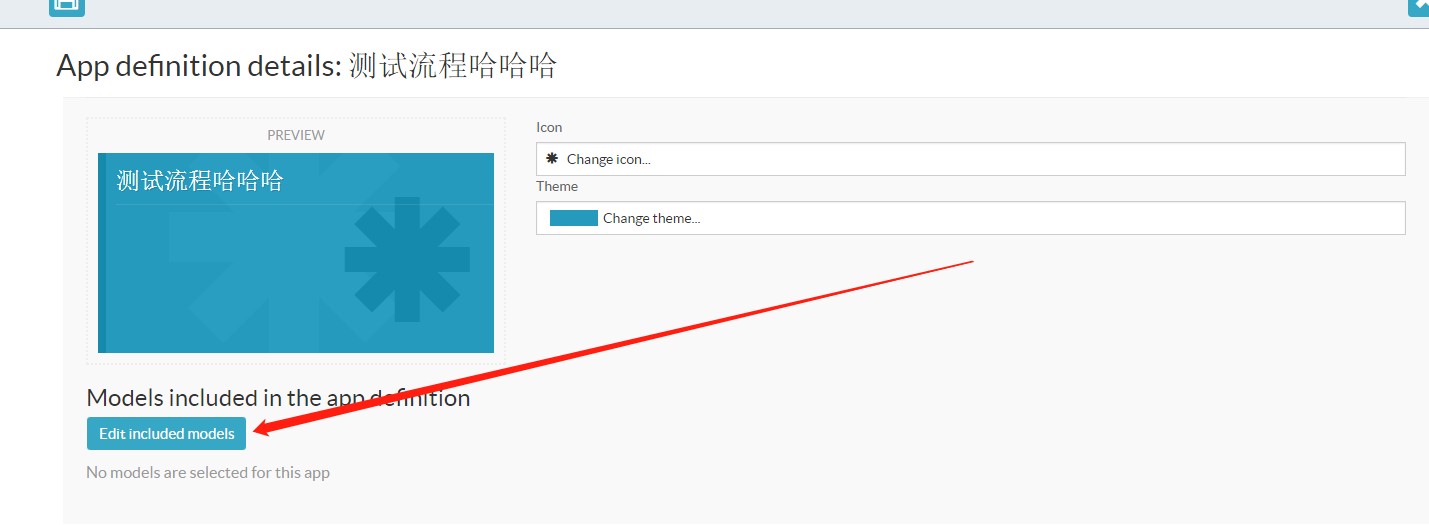 App definition details: 测试流程哈哈哈
PREVIEW
测试流程哈哈哈
Icon
Change icon...
Theme
Change theme...
Models included in the app definition
Edit included models
No models are selected for this app